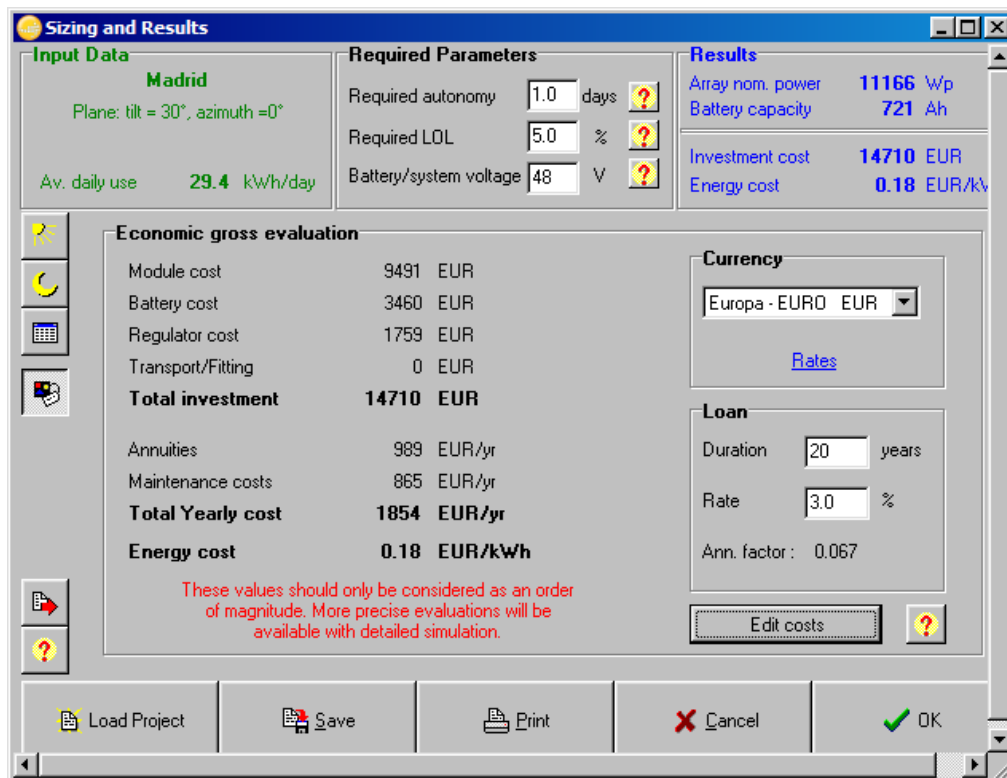 Sizing and Results
Input Data
Madrid
Plane: tilt = 30°, azimuth =0°
Av. daily use 29.4 kWh/day
Required Parameters
Required autonomy 1.0 days ?
Required LOL 5.0 % ?
Battery/system voltage 48 V ?
Results
Array nom. power 11166 Wp
Battery capacity 721 Ah
Investment cost 14710 EUR
Energy cost 0.18 EUR/kV
Economic gross evaluation
Module cost 9491 EUR
Battery cost 3460 EUR
Regulator cost 1759 EUR
Transport/Fitting 0 EUR
Total investment 14710 EUR
Annuities 989 EUR/yr
Maintenance costs 865 EUR/yr
Total Yearly cost 1854 EUR/yr
Energy cost 0.18 EUR/kWh
These values should only be considered as an order
of magnitude. More precise evaluations will be
available with detailed simulation.
Currency
Europa - EURO EUR
Rates
Loan
Duration 20 years
Rate 3.0 %
Ann. factor : 0.067
Edit costs ?
?
Load Project Save Print Cancel OK